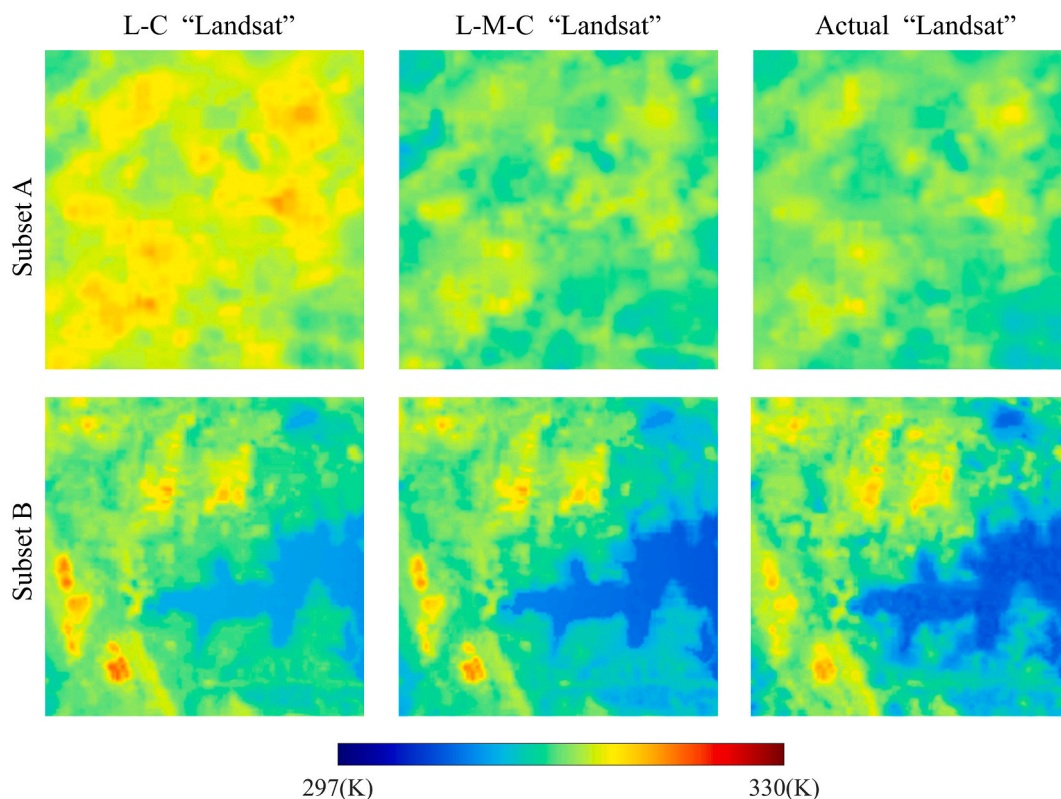 L-C “Landsat”
L-M-C “Landsat”
Actual “Landsat”
Subset A
Subset B
297(K)
330(K)